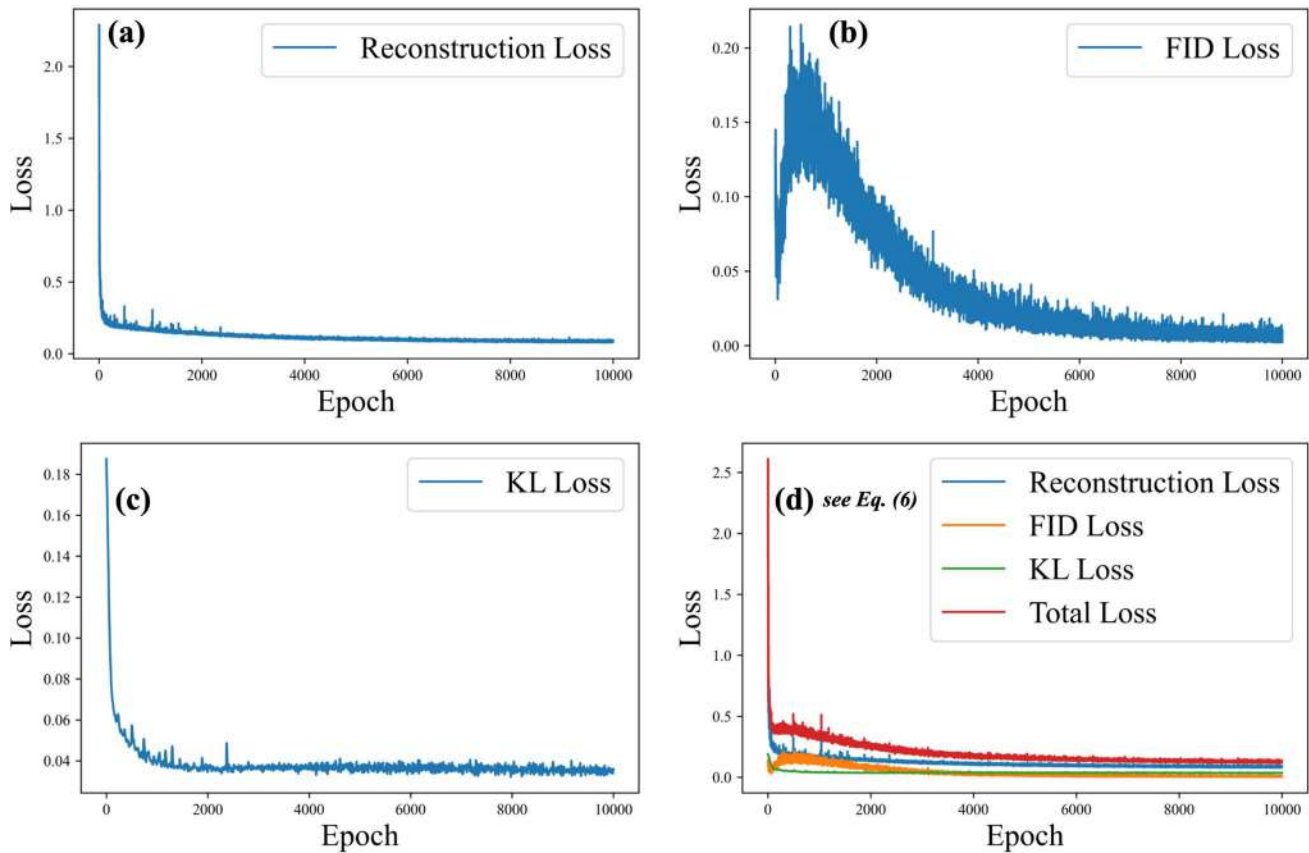 (a)
Reconstruction Loss
2.0
1.5
1.0
0.5
0.0
Loss
0 2000 4000 6000 8000 10000
Epoch
(b)
FID Loss
0.20
0.15
0.10
0.05
0.00
Loss
0 2000 4000 6000 8000 10000
Epoch
(c)
KL Loss
0.18
0.16
0.14
0.12
0.10
0.08
0.06
0.04
Loss
0 2000 4000 6000 8000 10000
Epoch
(d) see Eq. (6)
Reconstruction Loss
FID Loss
KL Loss
Total Loss
2.5
2.0
1.5
1.0
0.5
0.0
Loss
0 2000 4000 6000 8000 10000
Epoch